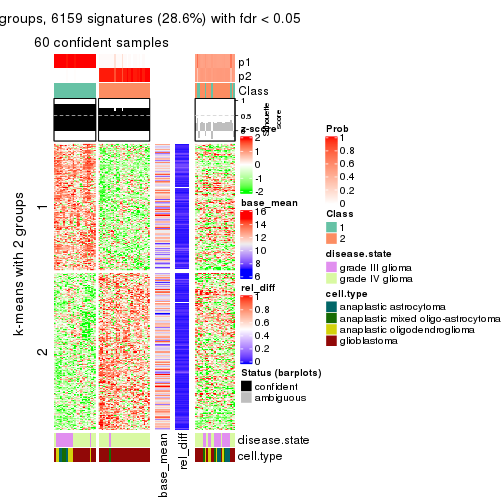 groups, 6159 signatures (28.6%) with fdr < 0.05
60 confident samples
p1
p2
Class
1
0.5
0
Silhouette
score
k-means with 2 groups
1
2
base_mean
rel_diff
disease.state
cell.type
z-score
2
1
0
-1
-2
base_mean
16
14
12
10
8
6
rel_diff
1
0.8
0.6
0.4
0.2
0
Status (barplots)
confident
ambiguous
Prob
1
0.8
0.6
0.4
0.2
0
Class
1
2
disease.state
grade III glioma
grade IV glioma
cell.type
anaplastic astrocytoma
anaplastic mixed oligo-astrocytoma
anaplastic oligodendroglioma
glioblastoma